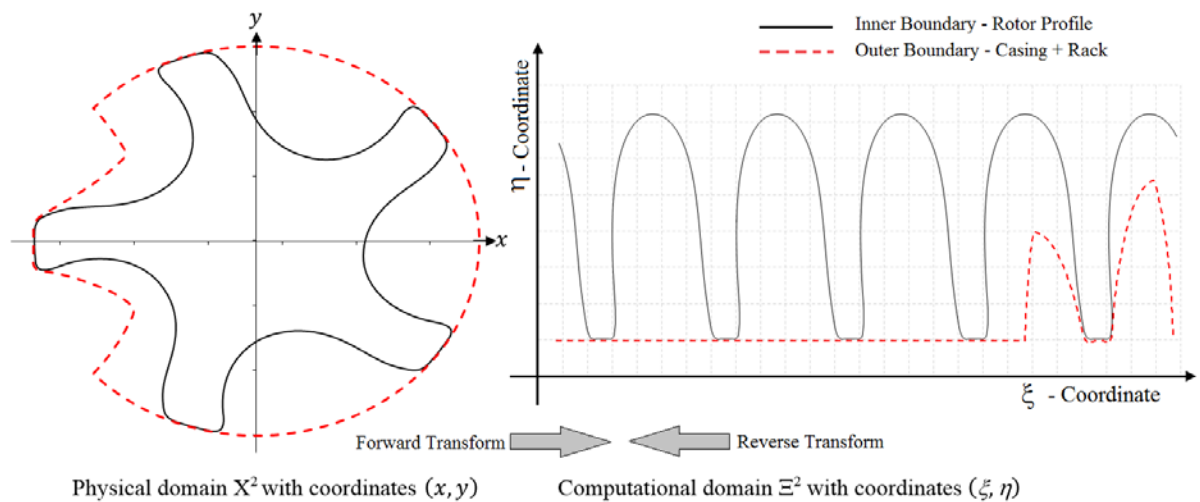 y
x
Inner Boundary - Rotor Profile
Outer Boundary - Casing + Rack
η - Coordinate
ξ - Coordinate
Forward Transform
Reverse Transform
Physical domain X² with coordinates (x, y)
Computational domain Ξ² with coordinates (ξ, η)